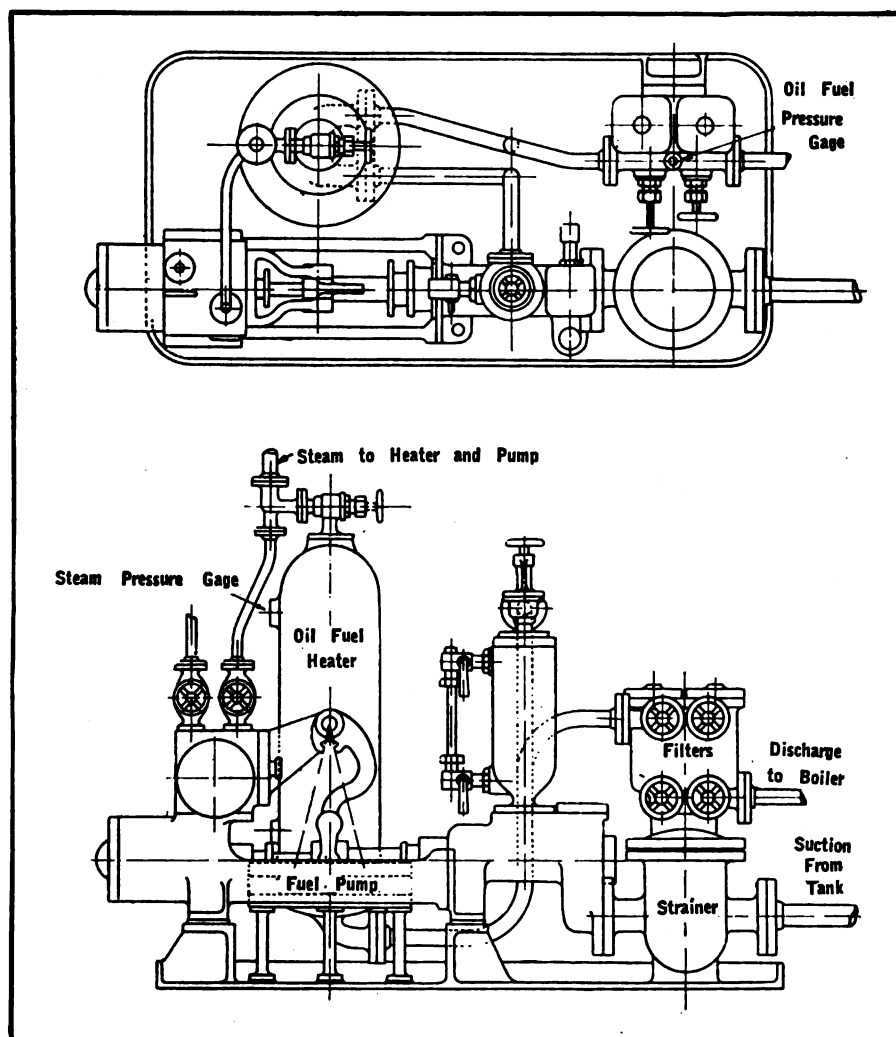 Oil Fuel
Pressure
Gage
Steam to Heater and Pump
Steam Pressure Gage
Oil Fuel
Heater
Filters
Discharge
to Boiler
Suction
From
Tank
Fuel Pump
Strainer